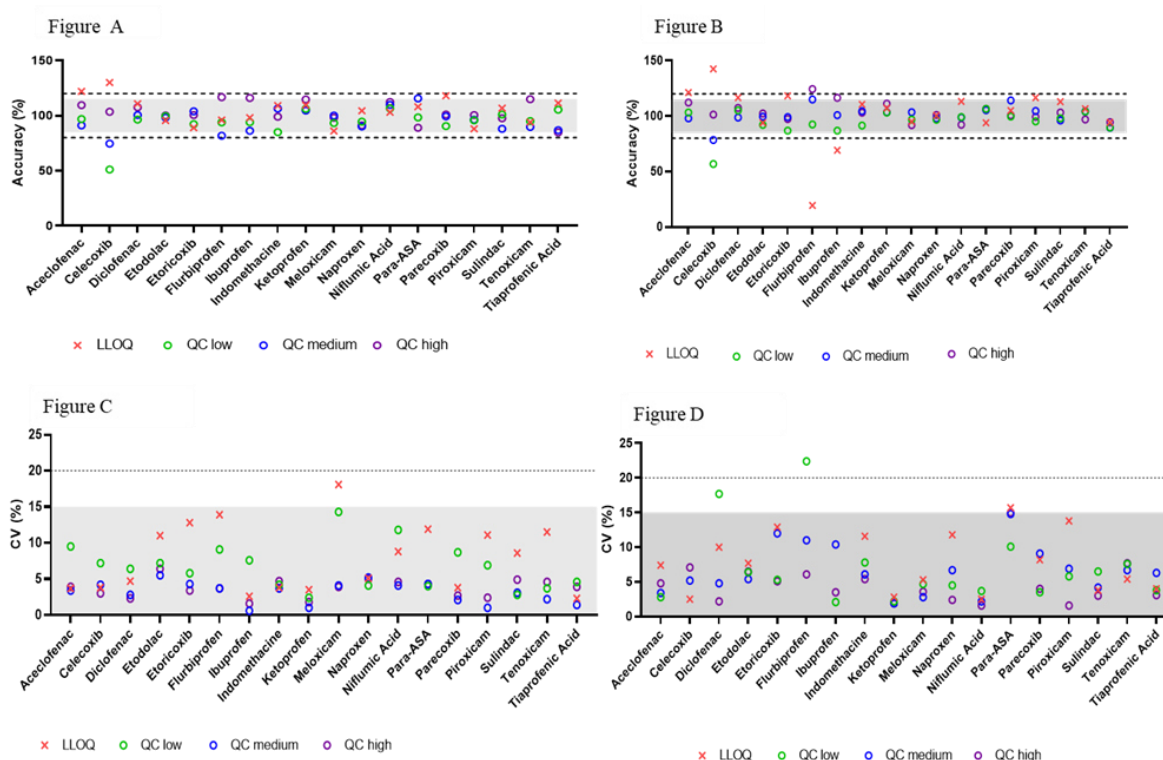 Figure A
150
100
50
0
Accuracy (%)
Aceclofenac
Celecoxib
Diclofenac
Etodolac
Etoricoxib
Flurbiprofen
Ibuprofen
Indomethacine
Ketoprofen
Meloxicam
Naproxen
Niflumic Acid
Para-ASA
Parecoxib
Piroxicam
Sulindac
Tenoxicam
Tiaprofenic Acid
LLOQ QC low QC medium QC high
Figure B
150
100
50
0
Accuracy (%)
Aceclofenac
Celecoxib
Diclofenac
Etodolac
Etoricoxib
Flurbiprofen
Ibuprofen
Indomethacine
Ketoprofen
Meloxicam
Naproxen
Niflumic Acid
Para-ASA
Parecoxib
Piroxicam
Sulindac
Tenoxicam
Tiaprofenic Acid
LLOQ QC low QC medium QC high
Figure C
25
20
15
10
5
0
CV (%)
Aceclofenac
Celecoxib
Diclofenac
Etodolac
Etoricoxib
Flurbiprofen
Ibuprofen
Indomethacine
Ketoprofen
Meloxicam
Naproxen
Niflumic Acid
Para-ASA
Parecoxib
Piroxicam
Sulindac
Tenoxicam
Tiaprofenic Acid
LLOQ QC low QC medium QC high
Figure D
25
20
15
10
5
0
CV (%)
Aceclofenac
Celecoxib
Diclofenac
Etodolac
Etoricoxib
Flurbiprofen
Ibuprofen
Indomethacine
Ketoprofen
Meloxicam
Naproxen
Niflumic Acid
Para-ASA
Parecoxib
Piroxicam
Sulindac
Tenoxicam
Tiaprofenic Acid
LLOQ QC low QC medium QC high